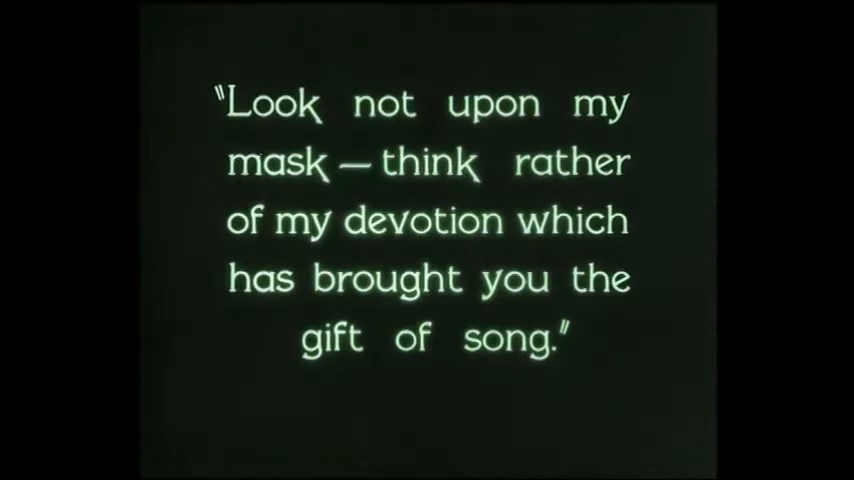 "Look not upon my
mask — think rather
of my devotion which
has brought you the
gift of song."